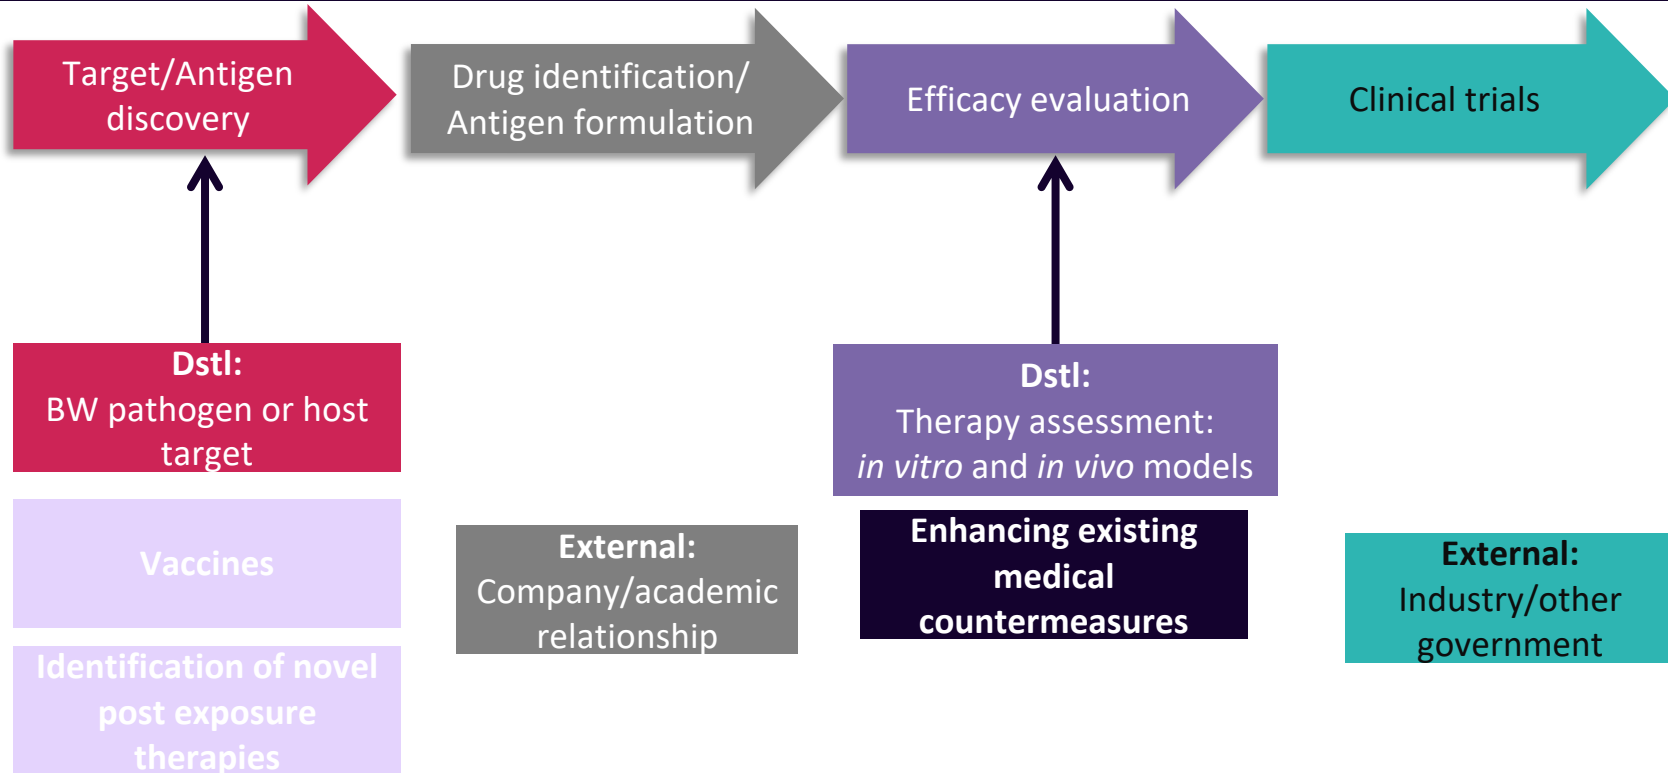 Target/Antigen
discovery
Drug identification/
Antigen formulation
Efficacy evaluation
Clinical trials
Dstl:
BW pathogen or host
target
Vaccines
Identification of novel
post exposure
therapies
External:
Company/academic
relationship
Dstl:
Therapy assessment:
in vitro and in vivo models
Enhancing existing
medical
countermeasures
External:
Industry/other
government